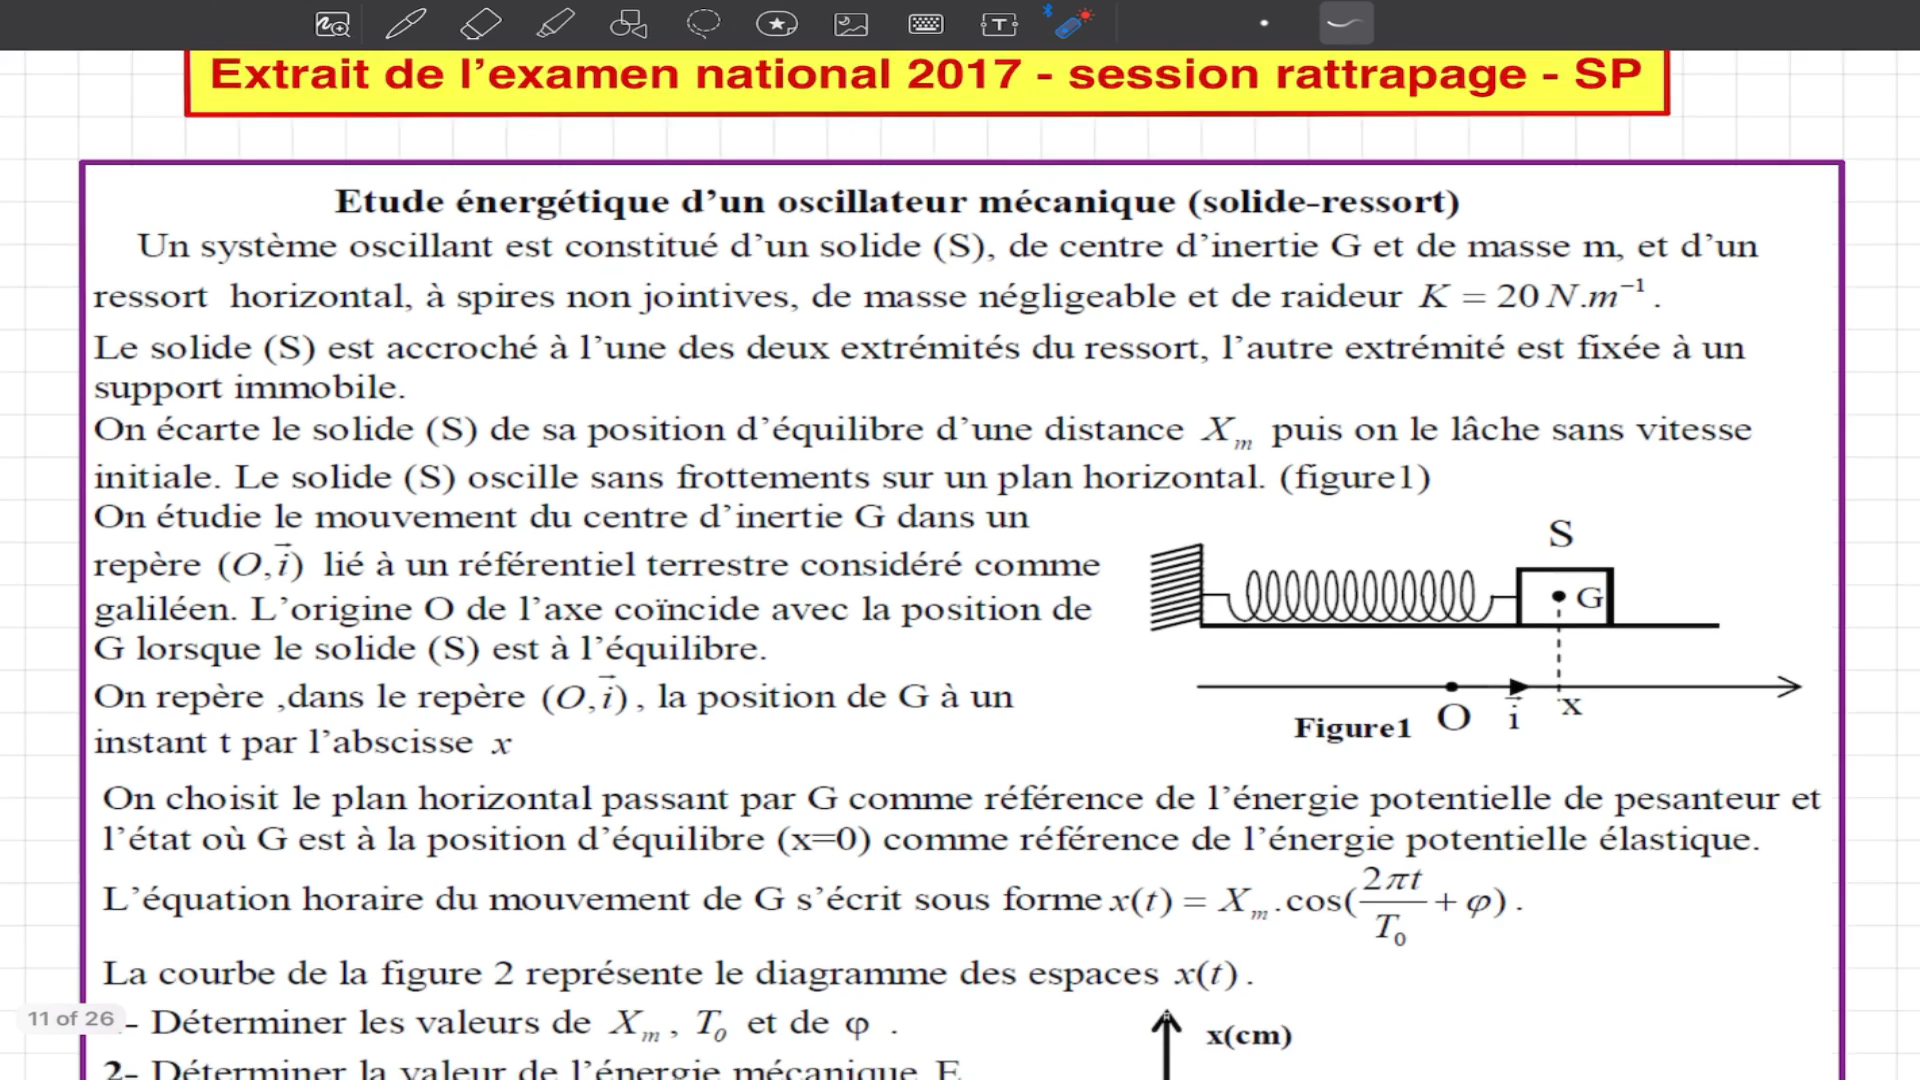 Extrait de l’examen national 2017 - session rattrapage - SP
Etude énergétique d’un oscillateur mécanique (solide-ressort)
Un système oscillant est constitué d’un solide (S), de centre d’inertie G et de masse m, et d’un
ressort horizontal, à spires non jointives, de masse négligeable et de raideur K = 20 N.m⁻¹ .
Le solide (S) est accroché à l’une des deux extrémités du ressort, l’autre extrémité est fixée à un
support immobile.
On écarte le solide (S) de sa position d’équilibre d’une distance Xₘ puis on le lâche sans vitesse
initiale. Le solide (S) oscille sans frottements sur un plan horizontal. (figure1)
On étudie le mouvement du centre d’inertie G dans un
repère (O,i⃗) lié à un référentiel terrestre considéré comme
galiléen. L’origine O de l’axe coïncide avec la position de
G lorsque le solide (S) est à l’équilibre.
On repère ,dans le repère (O,i⃗) , la position de G à un
instant t par l’abscisse x
S
G
O i⃗ x
Figure1
On choisit le plan horizontal passant par G comme référence de l’énergie potentielle de pesanteur et
l’état où G est à la position d’équilibre (x=0) comme référence de l’énergie potentielle élastique.
L’équation horaire du mouvement de G s’écrit sous forme x(t) = Xₘ.cos(2πt/T₀ + φ) .
La courbe de la figure 2 représente le diagramme des espaces x(t) .
- Déterminer les valeurs de Xₘ , T₀ et de φ .
x(cm)
2- Déterminer la valeur de l’énergie mécanique E
11 of 26